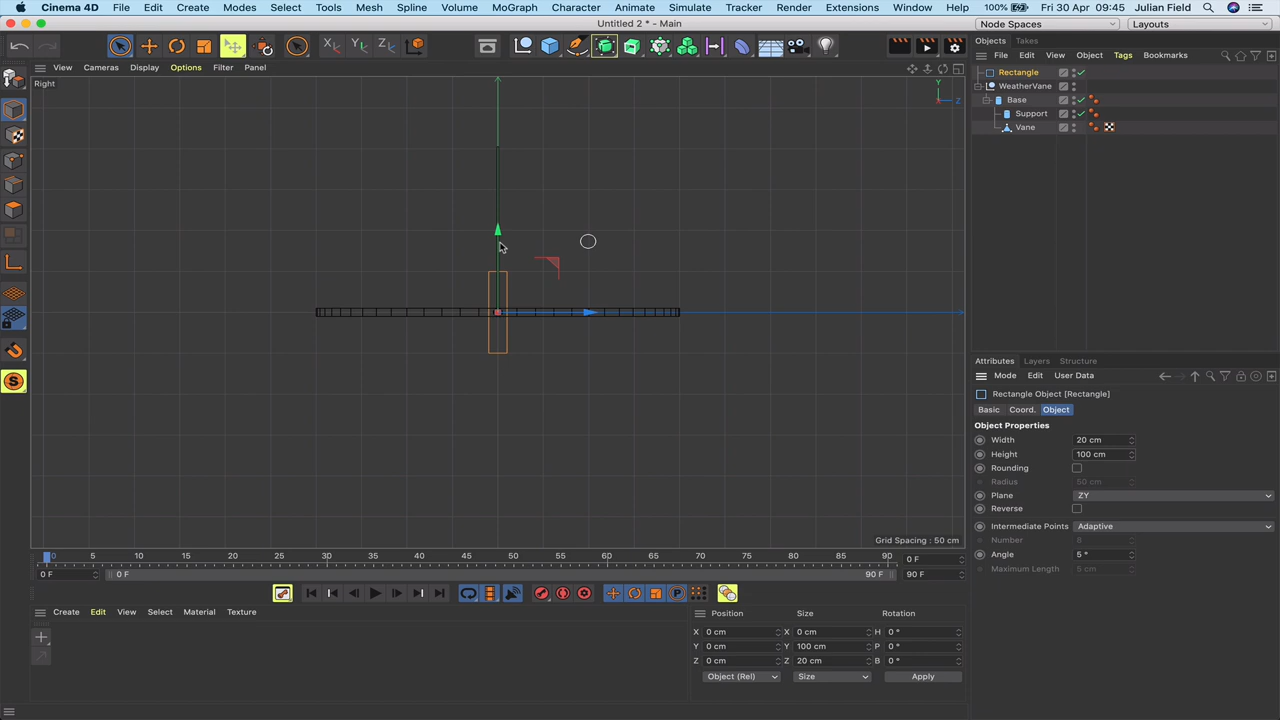 Cinema 4D File Edit Create Modes Select Tools Mesh Spline Volume MoGraph Character Animate Simulate Tracker Render Extensions Window Help 100% Fri 30 Apr 09:45 Julian Field
Untitled 2 * - Main
Node Spaces Layouts
X Y Z
Objects Takes
File Edit View Object Tags Bookmarks
View Cameras Display Options Filter Panel
Rectangle
WeatherVane
Base
Support
Vane
Right
Y
Z
Attributes Layers Structure
Mode Edit User Data
Rectangle Object [Rectangle]
Basic Coord. Object
Object Properties
Width 20 cm
Height 100 cm
Rounding
Radius 50 cm
Plane ZY
Reverse
Intermediate Points Adaptive
Number 8
Angle 5 °
Maximum Length 5 cm
Grid Spacing : 50 cm
0 5 10 15 20 25 30 35 40 45 50 55 60 65 70 75 80 85 90 0 F
0 F 0 F 90 F 90 F
Create Edit View Select Material Texture
Position Size Rotation
X 0 cm X 0 cm H 0 °
Y 0 cm Y 100 cm P 0 °
Z 0 cm Z 20 cm B 0 °
Object (Rel) Size Apply